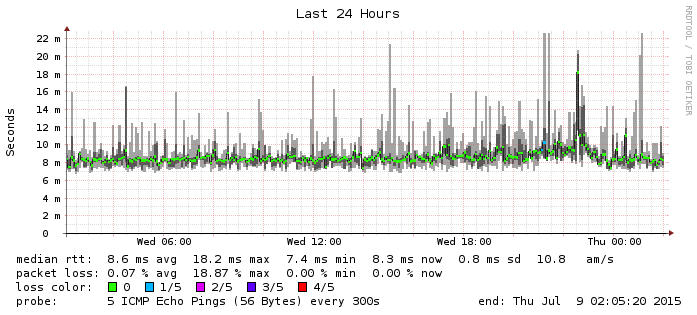 Last 24 Hours
RRDTOOL / TOBI OETIKER
Seconds
22 m
20 m
18 m
16 m
14 m
12 m
10 m
8 m
6 m
4 m
2 m
0
Wed 06:00 Wed 12:00 Wed 18:00 Thu 00:00
median rtt: 8.6 ms avg 18.2 ms max 7.4 ms min 8.3 ms now 0.8 ms sd 10.8 am/s
packet loss: 0.07 % avg 18.87 % max 0.00 % min 0.00 % now
loss color: 0 1/5 2/5 3/5 4/5
probe: 5 ICMP Echo Pings (56 Bytes) every 300s end: Thu Jul 9 02:05:20 2015